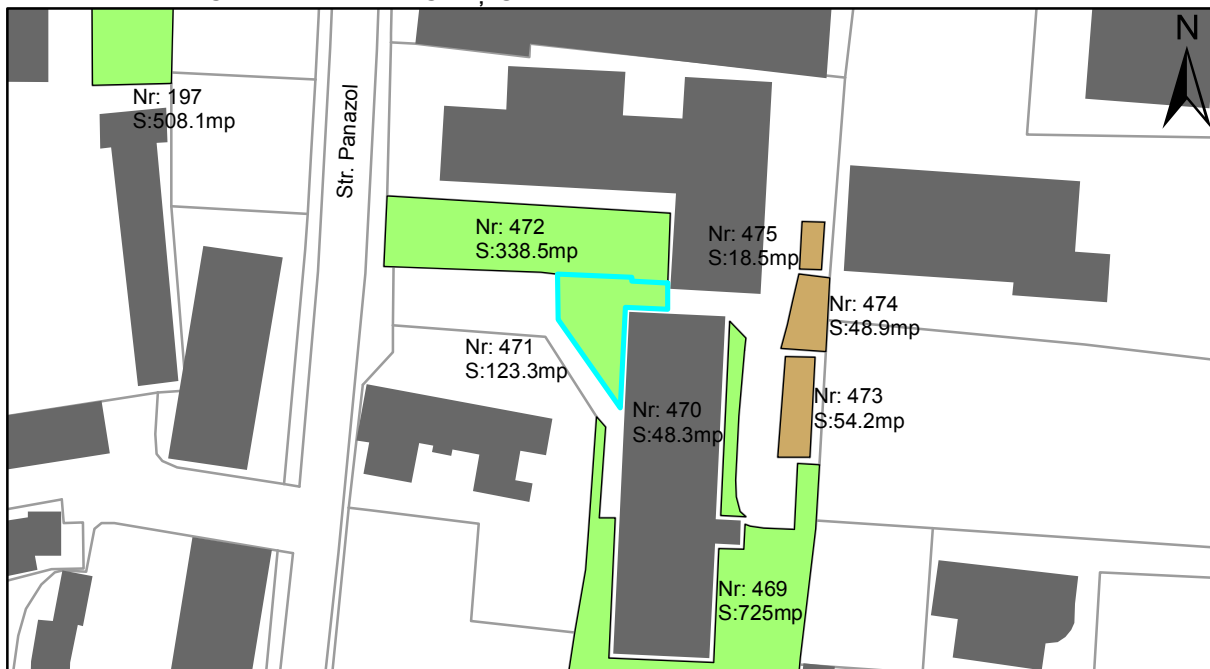 N
Nr: 197
S:508.1mp
Str. Panazol
Nr: 472
S:338.5mp
Nr: 475
S:18.5mp
Nr: 474
S:48.9mp
Nr: 471
S:123.3mp
Nr: 473
S:54.2mp
Nr: 470
S:48.3mp
Nr: 469
S:725mp